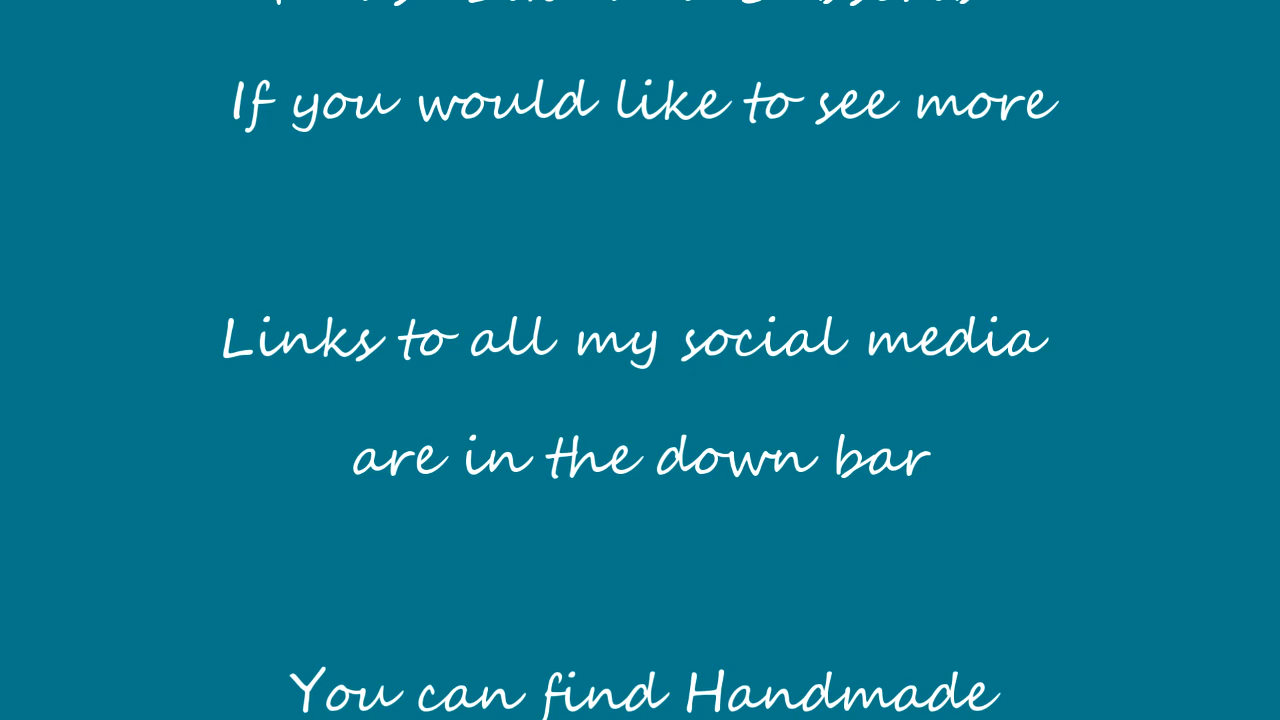 If you would like to see more
Links to all my social media
are in the down bar
You can find Handmade